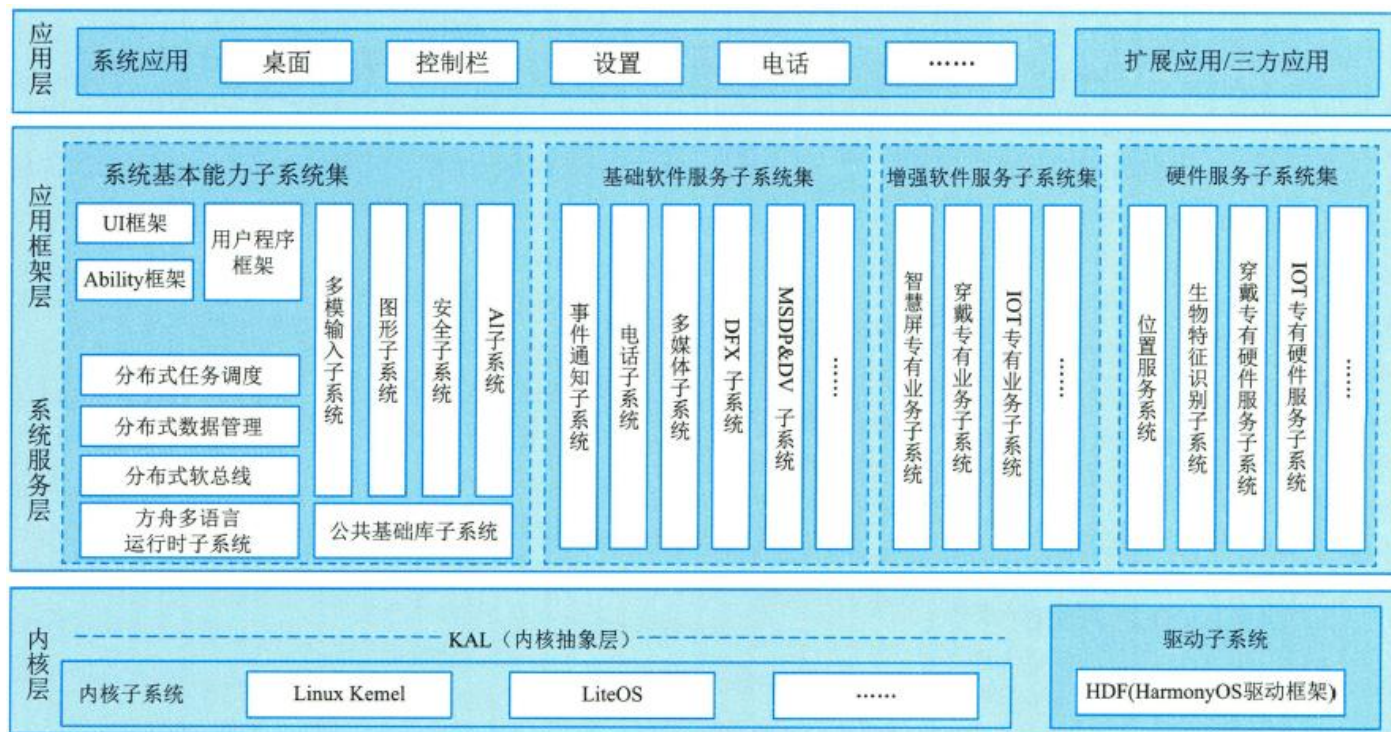 应用层
系统应用
桌面
控制栏
设置
电话
……
扩展应用/三方应用
应用框架层
系统服务层
系统基本能力子系统集
UI框架
Ability框架
用户程序
框架
分布式任务调度
分布式数据管理
分布式软总线
方舟多语言
运行时子系统
多模输入子系统
图形子系统
安全子系统
AI子系统
公共基础库子系统
基础软件服务子系统集
事件通知子系统
电话子系统
多媒体子系统
DFX 子系统
MSDP&DV 子系统
……
增强软件服务子系统集
智慧屏专有业务子系统
穿戴专有业务子系统
IOT 专有业务子系统
……
硬件服务子系统集
位置服务系统
生物特征识别子系统
穿戴专有硬件服务子系统
IOT 专有硬件服务子系统
……
内核层
KAL（内核抽象层）
内核子系统
Linux Kemel
LiteOS
……
驱动子系统
HDF(HarmonyOS驱动框架)